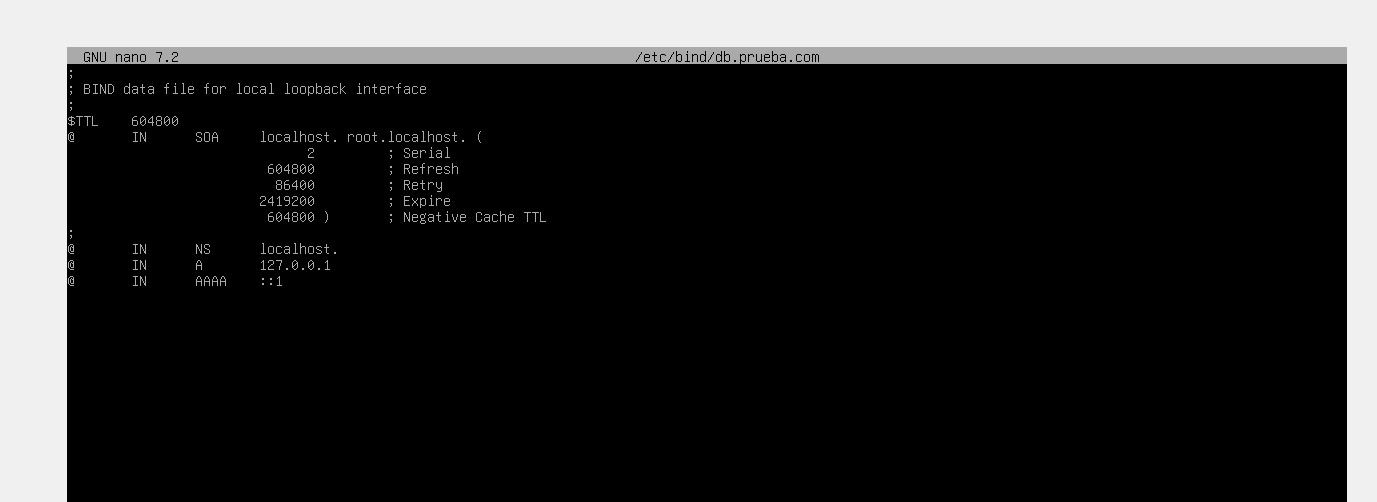 GNU nano 7.2 /etc/bind/db.prueba.com
;
; BIND data file for local loopback interface
;
$TTL 604800
@ IN SOA localhost. root.localhost. (
2 ; Serial
604800 ; Refresh
86400 ; Retry
2419200 ; Expire
604800 ) ; Negative Cache TTL
;
@ IN NS localhost.
@ IN A 127.0.0.1
@ IN AAAA ::1